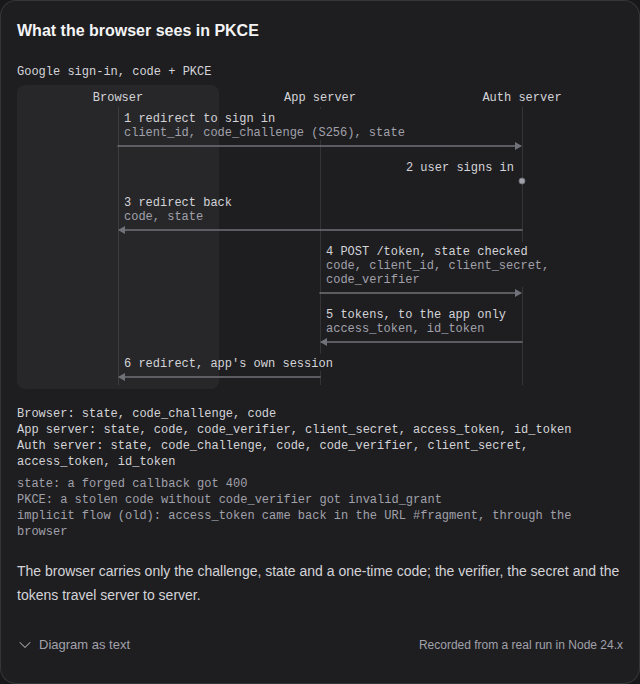 What the browser sees in PKCE
Google sign-in, code + PKCE
Browser App server Auth server
1 redirect to sign in
client_id, code_challenge (S256), state
2 user signs in
3 redirect back
code, state
4 POST /token, state checked
code, client_id, client_secret,
code_verifier
5 tokens, to the app only
access_token, id_token
6 redirect, app's own session
Browser: state, code_challenge, code
App server: state, code, code_verifier, client_secret, access_token, id_token
Auth server: state, code_challenge, code, code_verifier, client_secret,
access_token, id_token
state: a forged callback got 400
PKCE: a stolen code without code_verifier got invalid_grant
implicit flow (old): access_token came back in the URL #fragment, through the
browser
The browser carries only the challenge, state and a one-time code; the verifier, the secret and the
tokens travel server to server.
Diagram as text
Recorded from a real run in Node 24.x